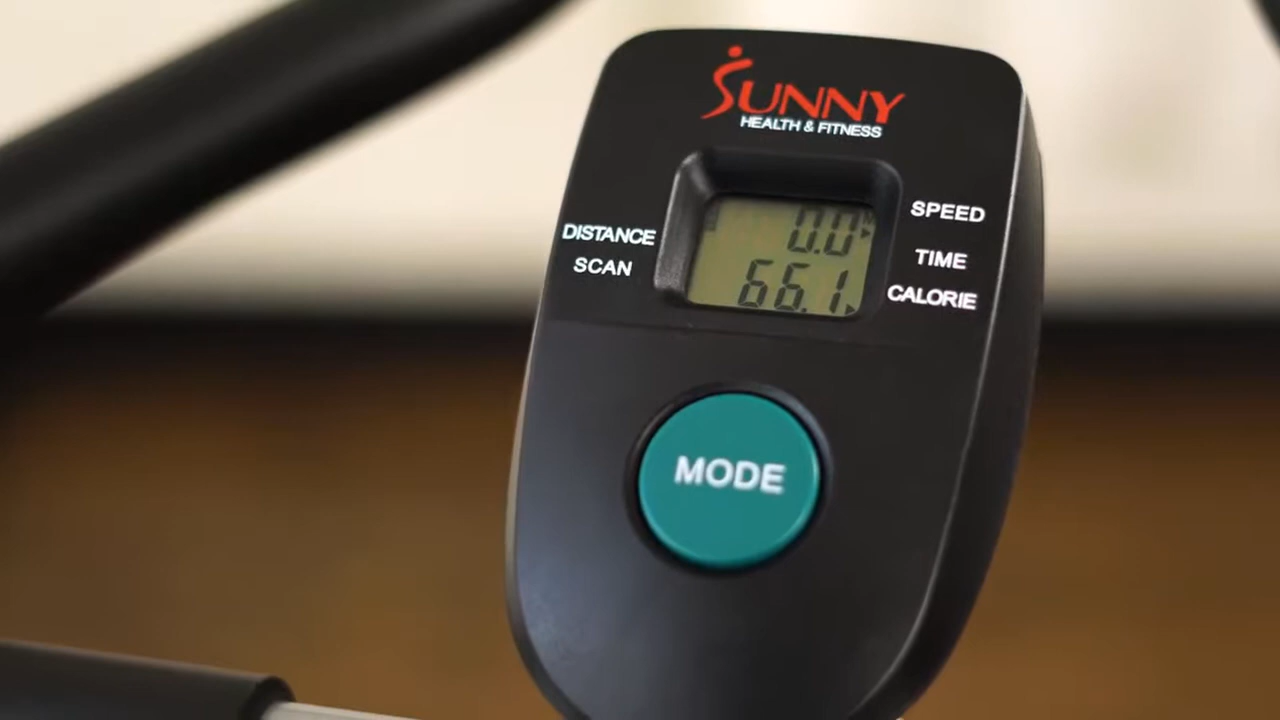 SUNNY
HEALTH & FITNESS
DISTANCE
SCAN
0.0
66.1
SPEED
TIME
CALORIE
MODE